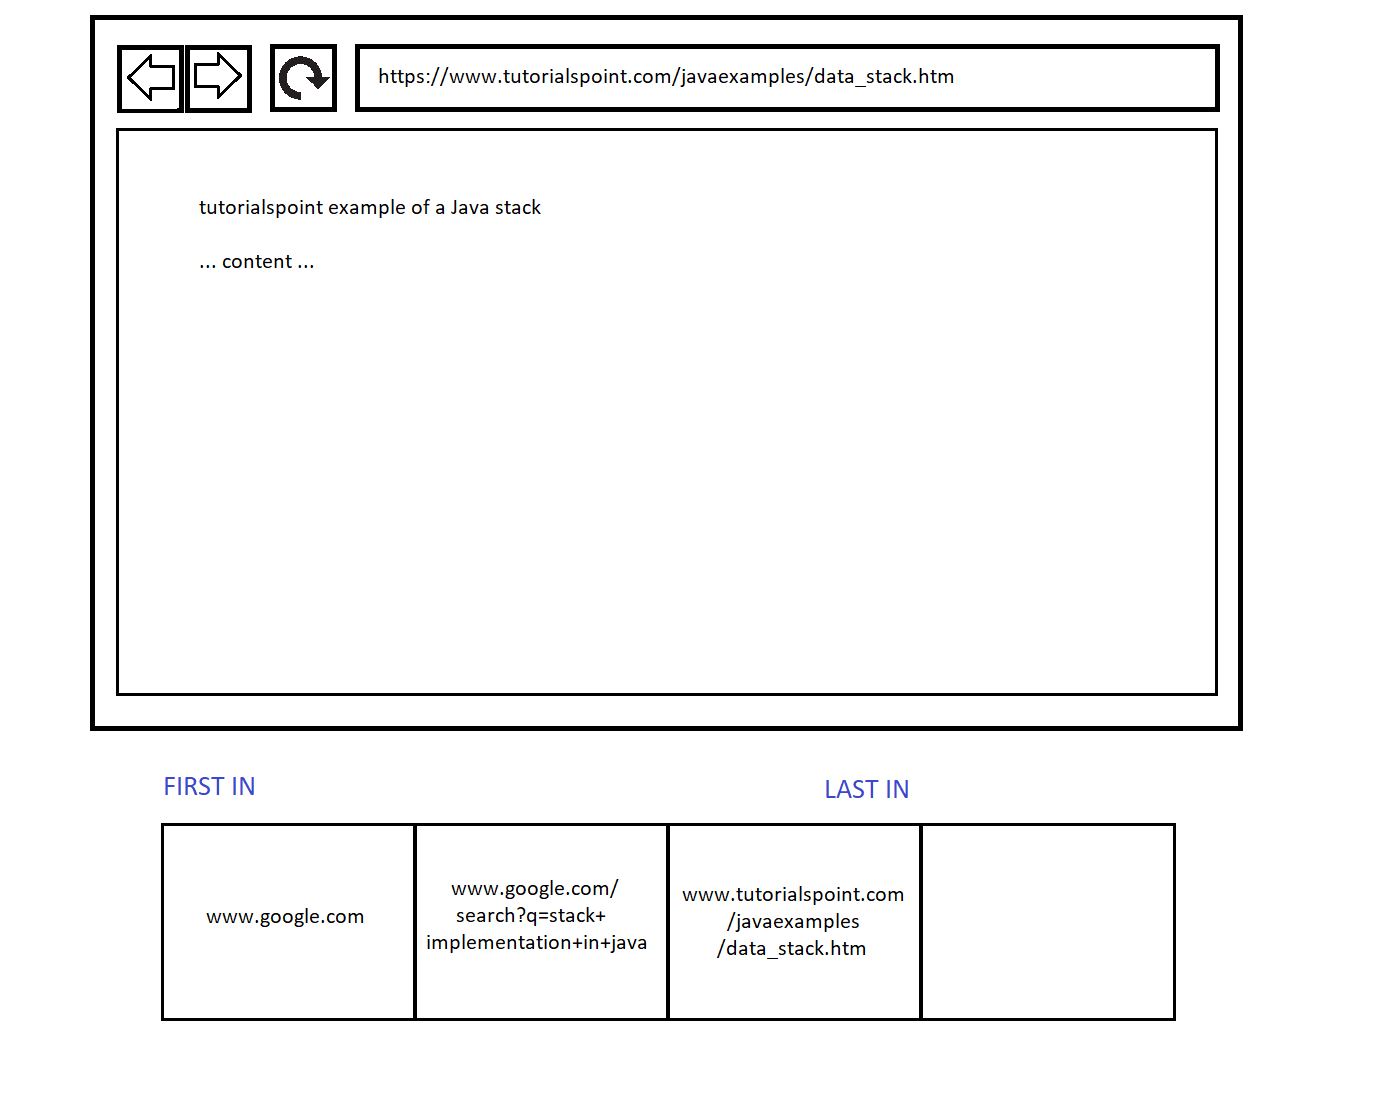 https://www.tutorialspoint.com/javaexamples/data_stack.htm
tutorialspoint example of a Java stack
... content ...
FIRST IN
LAST IN
www.google.com
www.google.com/
search?q=stack+
implementation+in+java
www.tutorialspoint.com
/javaexamples
/data_stack.htm